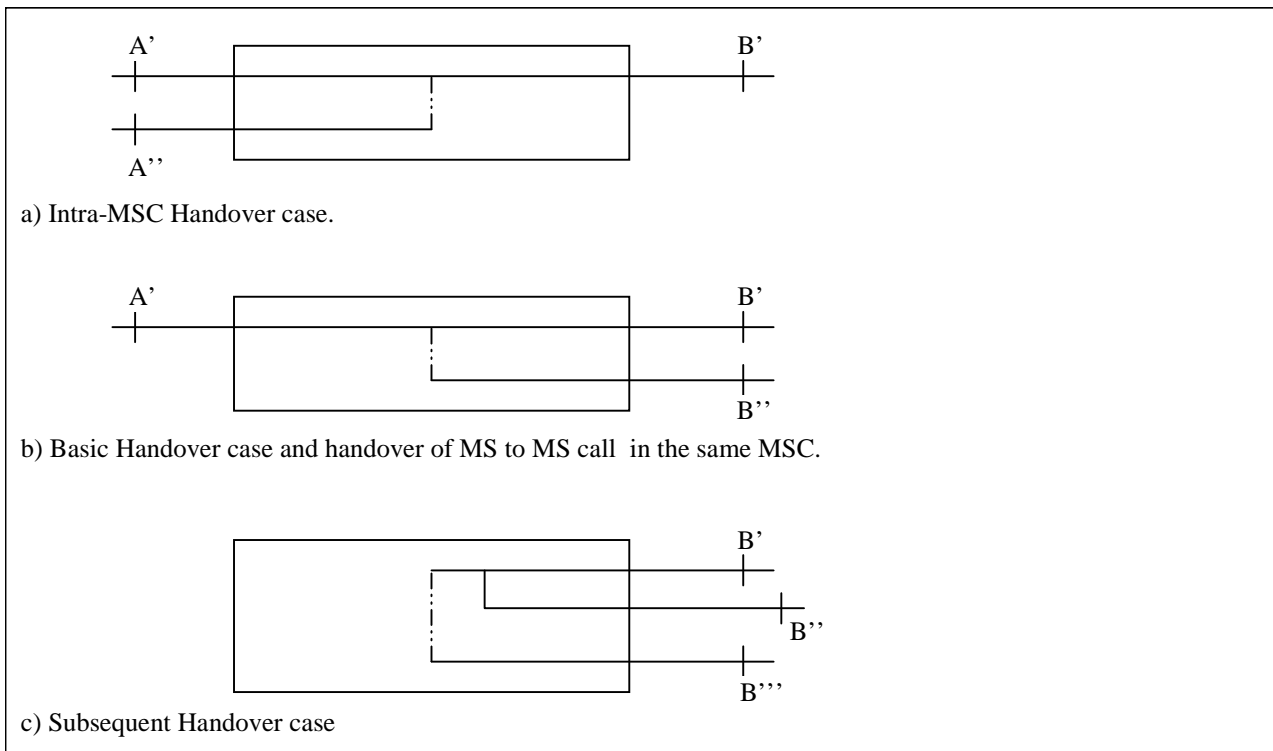 A’ B’
A’’
a) Intra-MSC Handover case.
A’ B’
B’’
b) Basic Handover case and handover of MS to MS call in the same MSC.
B’
B’’
B’’’
c) Subsequent Handover case